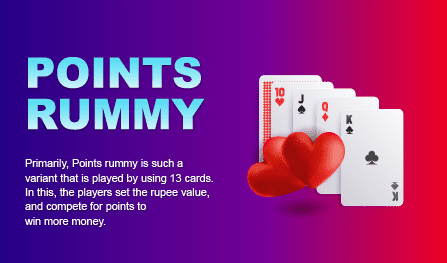 POINTS
RUMMY
Primarily, Points rummy is such a
variant that is played by using 13 cards.
In this, the players set the rupee value,
and compete for points to
win more money.
10
J
Q
K
K